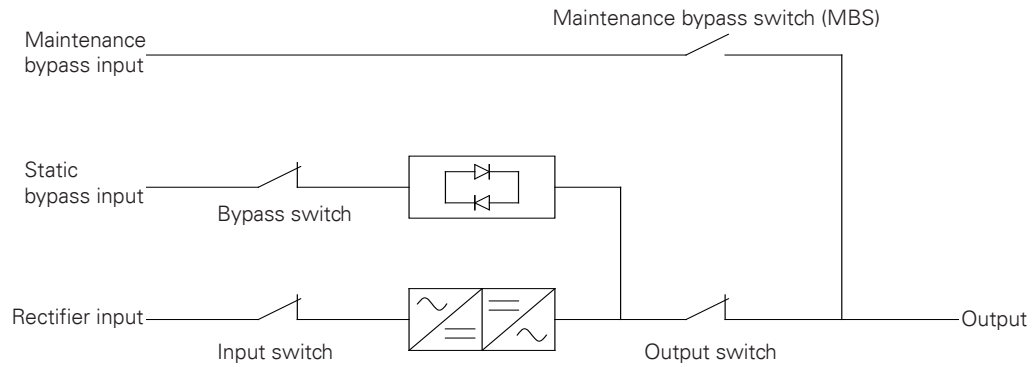 Maintenance bypass switch (MBS)
Maintenance
bypass input
Static
bypass input
Bypass switch
Rectifier input
Output
Input switch
Output switch